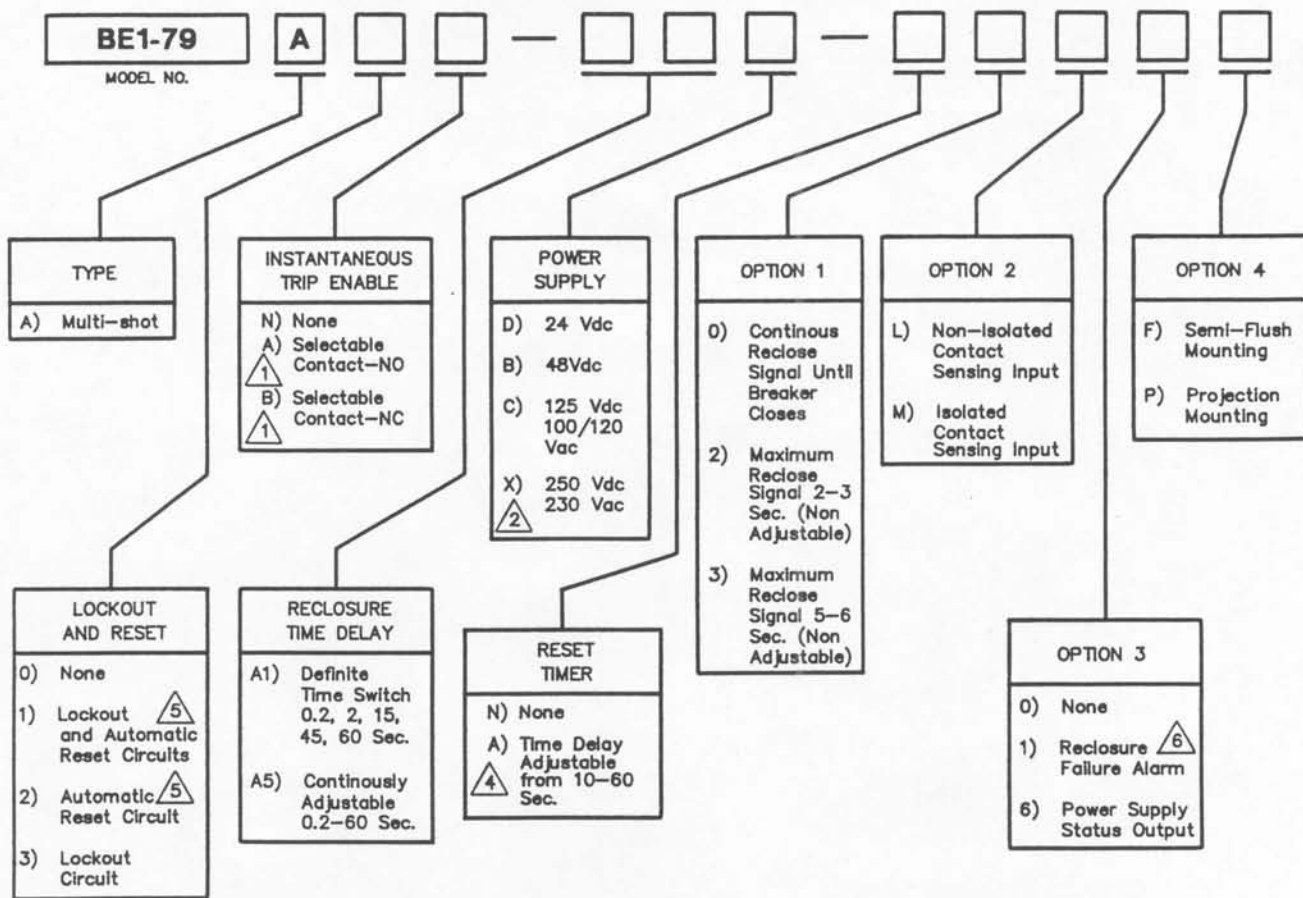 BE1-79 A — —
MODEL NO.
TYPE
A) Multi-shot
INSTANTANEOUS
TRIP ENABLE
N) None
A) Selectable
Contact-NO
1
B) Selectable
Contact-NC
1
POWER
SUPPLY
D) 24 Vdc
B) 48Vdc
C) 125 Vdc
100/120
Vac
X) 250 Vdc
230 Vac
2
OPTION 1
0) Continous
Reclose
Signal Until
Breaker
Closes
2) Maximum
Reclose
Signal 2-3
Sec. (Non
Adjustable)
3) Maximum
Reclose
Signal 5-6
Sec. (Non
Adjustable)
OPTION 2
L) Non-Isolated
Contact
Sensing Input
M) Isolated
Contact
Sensing Input
OPTION 4
F) Semi-Flush
Mounting
P) Projection
Mounting
LOCKOUT
AND RESET
0) None
1) Lockout 5
and Automatic
Reset Circuits
2) Automatic 5
Reset Circuit
3) Lockout
Circuit
RECLOSURE
TIME DELAY
A1) Definite
Time Switch
0.2, 2, 15,
45, 60 Sec.
A5) Continously
Adjustable
0.2-60 Sec.
RESET
TIMER
N) None
A) Time Delay
Adjustable
4 from 10-60
Sec.
OPTION 3
0) None
1) Reclosure 6
Failure Alarm
6) Power Supply
Status Output